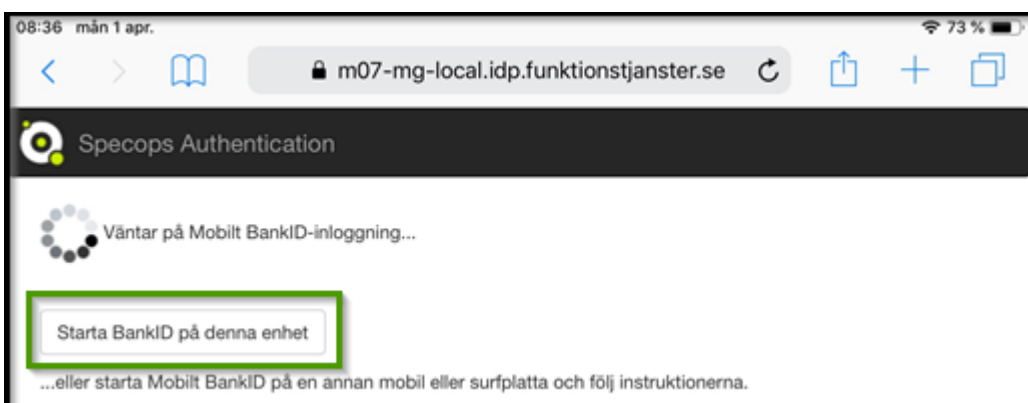 08:36 mån 1 apr. 73 %
m07-mg-local.idp.funktionstjanster.se
Specops Authentication
Väntar på Mobilt BankID-inloggning...
Starta BankID på denna enhet
...eller starta Mobilt BankID på en annan mobil eller surfplatta och följ instruktionerna.